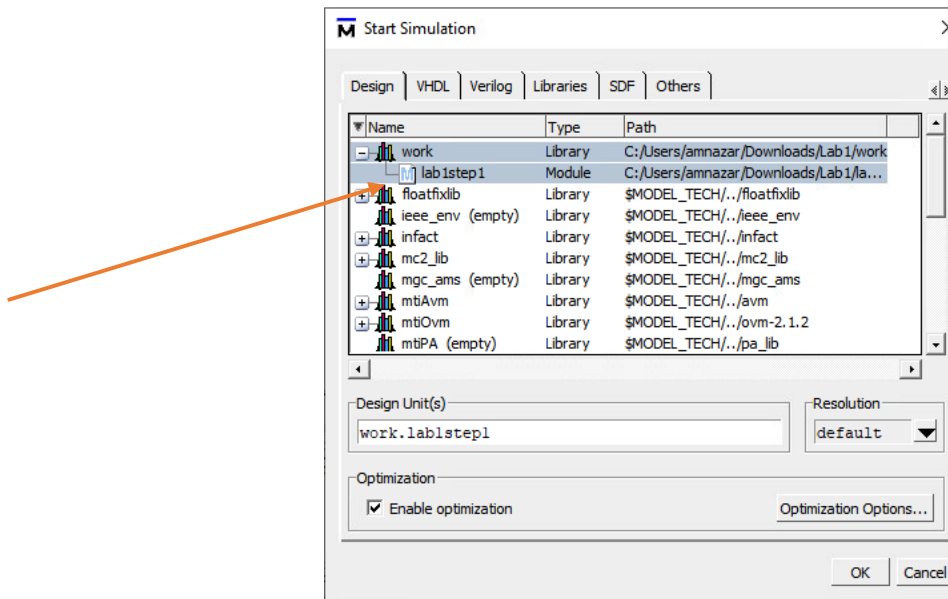 Start Simulation
Design VHDL Verilog Libraries SDF Others
Name Type Path
work Library C:/Users/amnazar/Downloads/Lab1/work
lab1step1 Module C:/Users/amnazar/Downloads/Lab1/la...
floatfixlib Library $MODEL_TECH/../floatfixlib
ieee_env (empty) Library $MODEL_TECH/../ieee_env
infact Library $MODEL_TECH/../infact
mc2_lib Library $MODEL_TECH/../mc2_lib
mgc_ams (empty) Library $MODEL_TECH/../mgc_ams
mtiAvm Library $MODEL_TECH/../avm
mtiOvm Library $MODEL_TECH/../ovm-2.1.2
mtiPA (empty) Library $MODEL_TECH/../pa_lib
Design Unit(s) Resolution
work.lab1step1 default
Optimization
Enable optimization Optimization Options...
OK Cancel